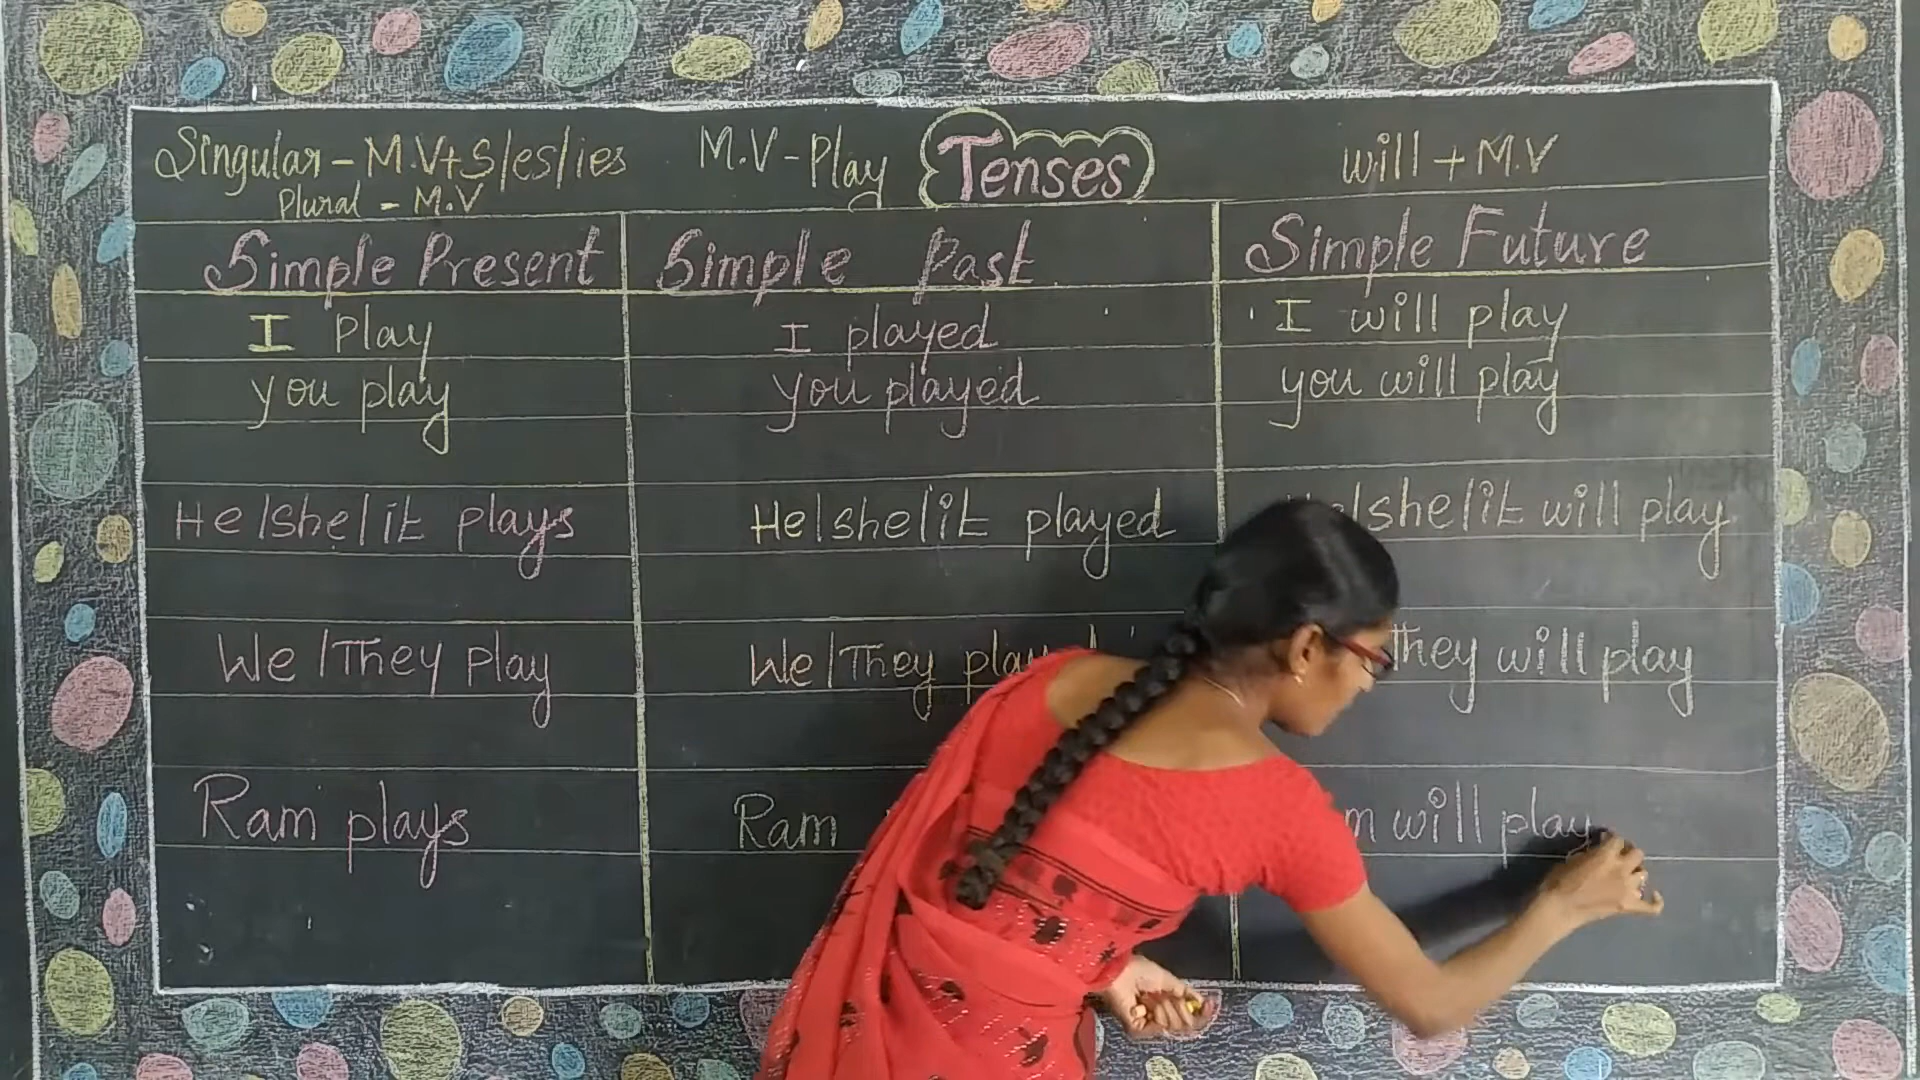 Singular - M.V+S/es/ies
Plural - M.V
M.V - Play
Tenses
will + M.V
Simple Present
Simple Past
Simple Future
I Play
I played
I will play
you play
you played
you will play
He/she/it plays
He/she/it played
/she/it will play
We/They play
We/They
They will play
Ram plays
Ram
will play